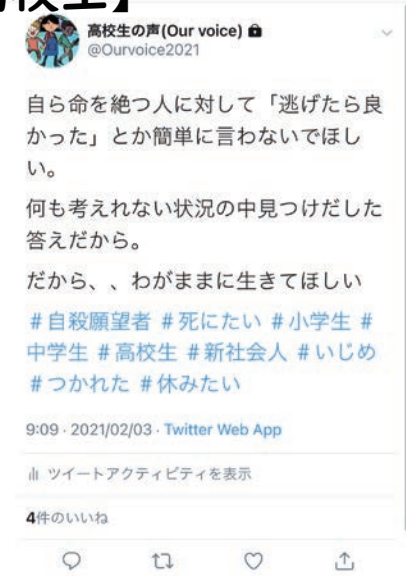 高校生の声(Our voice)
@Ourvoice2021
自ら命を絶つ人に対して「逃げたら良
かった」とか簡単に言わないでほし
い。
何も考えれない状況の中見つけだした
答えだから。
だから、、わがままに生きてほしい
#自殺願望者 #死にたい #小学生 #
中学生 #高校生 #新社会人 #いじめ
#つかれた #休みたい
9:09 · 2021/02/03 · Twitter Web App
ツイートアクティビティを表示
4件のいいね